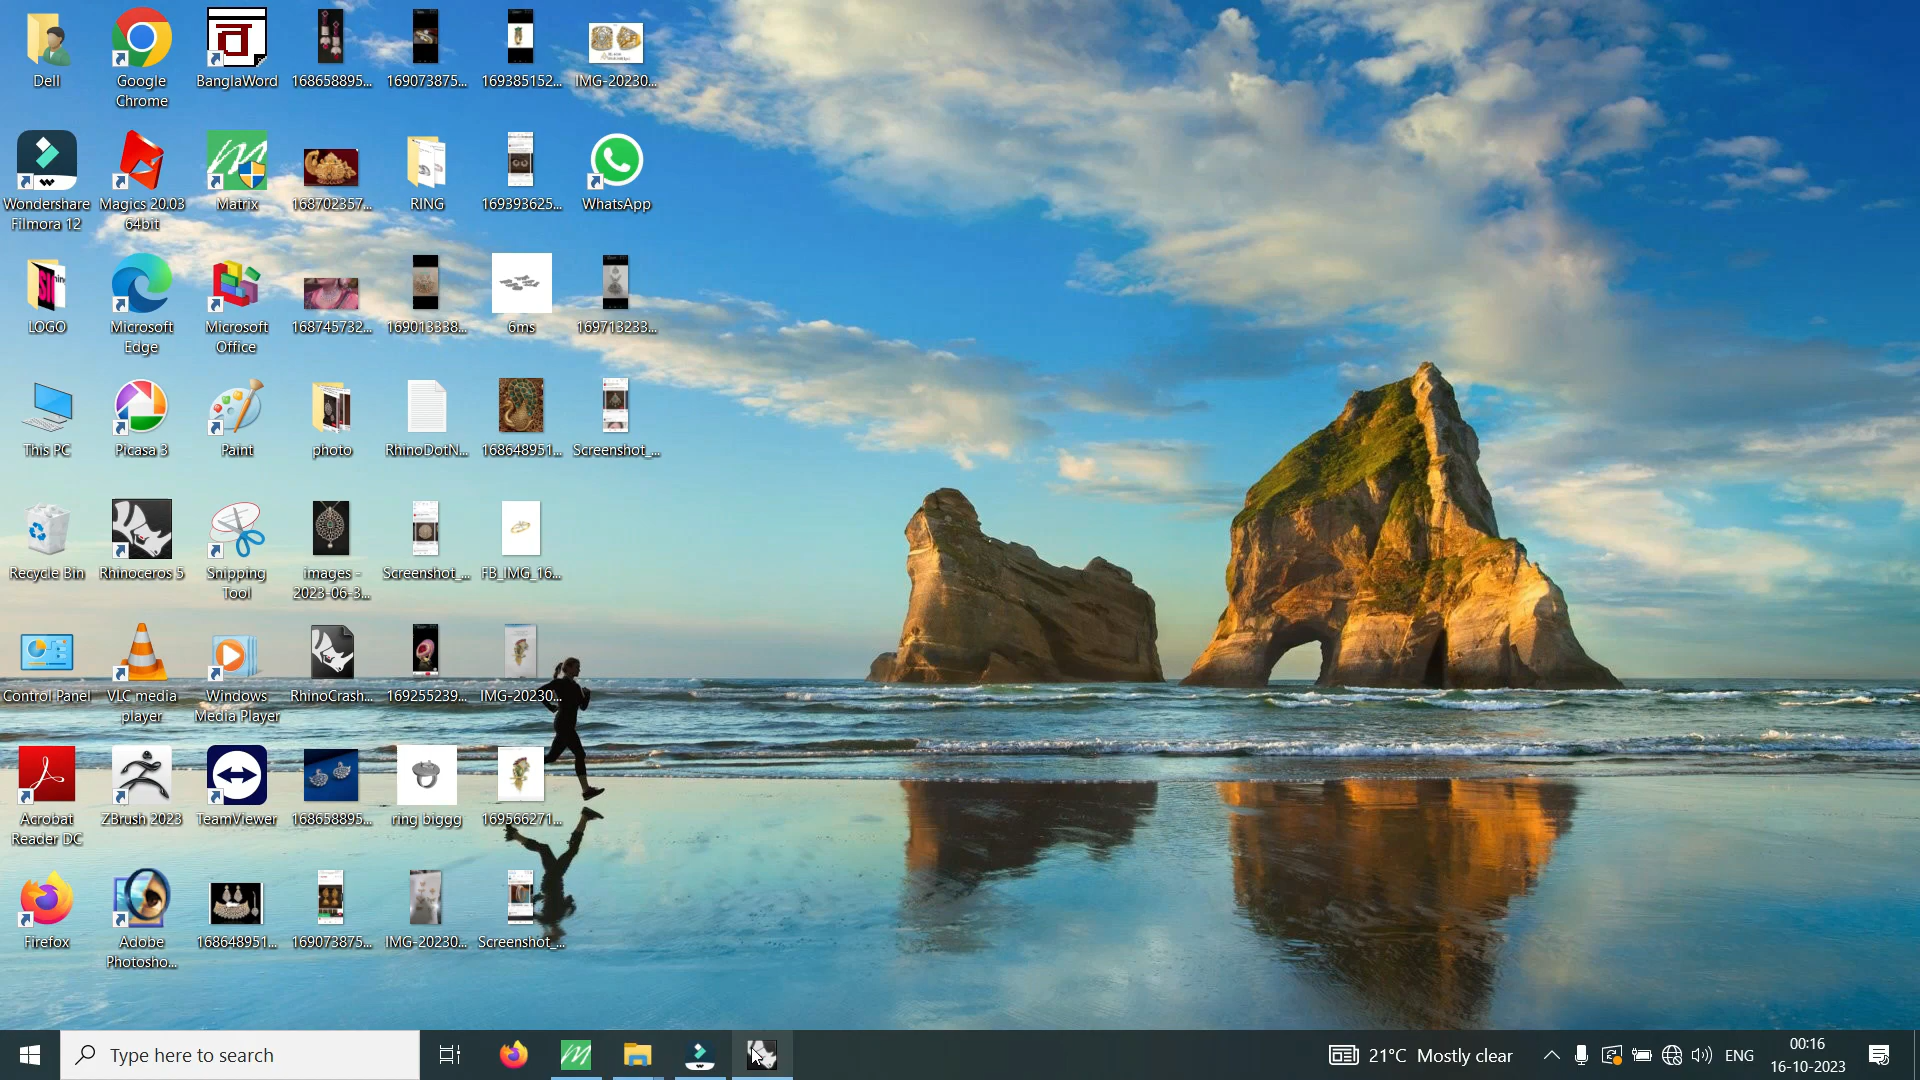 Dell
Google
Chrome
BanglaWord
168658895...
169073875...
169385152...
IMG-20230...
Wondershare
Filmora 12
Magics 20.03
64bit
Matrix
168702357...
RING
169393625...
WhatsApp
LOGO
Microsoft
Edge
Microsoft
Office
168745732...
169013338...
6ms
169713233...
This PC
Picasa 3
Paint
photo
RhinoDotN...
168648951...
Screenshot_...
Recycle Bin
Rhinoceros 5
Snipping
Tool
images -
2023-06-3...
Screenshot_...
FB_IMG_16...
Control Panel
VLC media
player
Windows
Media Player
RhinoCrash...
169255239...
IMG-20230...
Acrobat
Reader DC
ZBrush 2023
TeamViewer
168658895...
ring biggg
169566271...
Firefox
Adobe
Photosho...
168648951...
169073875...
IMG-20230...
Screenshot_...
Type here to search
21°C Mostly clear
ENG
00:16
16-10-2023